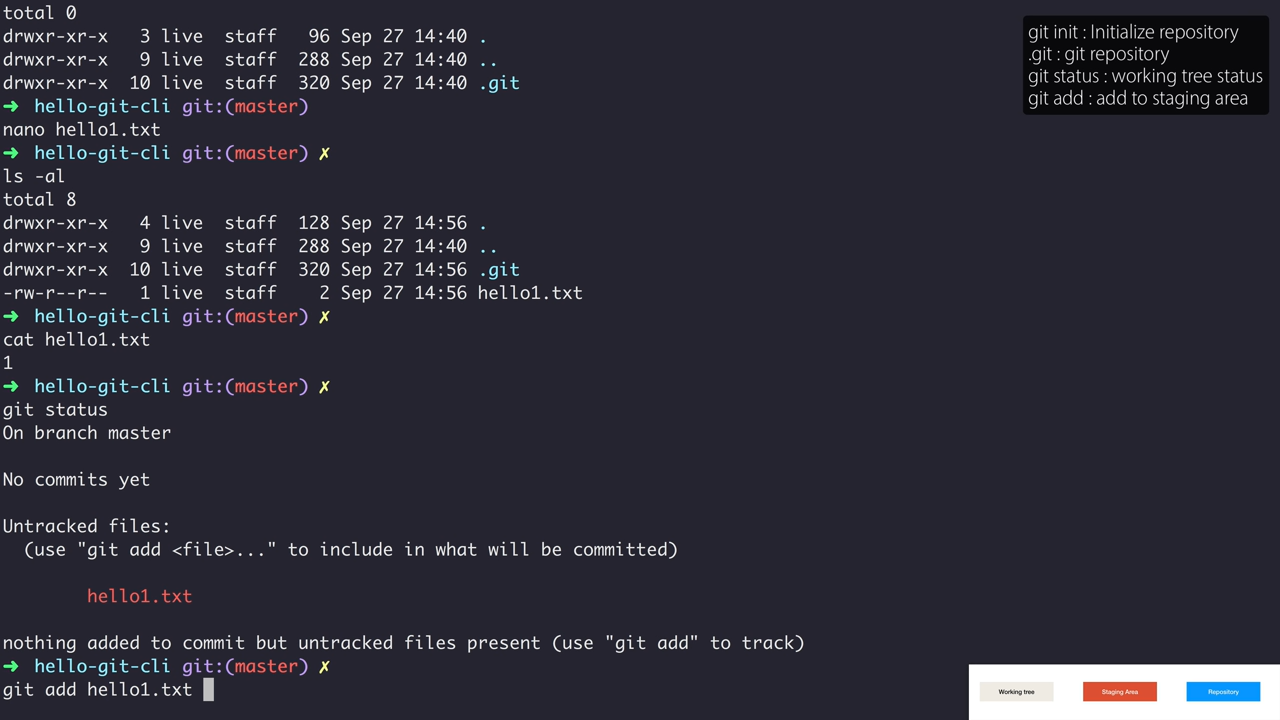 total 0
drwxr-xr-x   3 live  staff   96 Sep 27 14:40 .
drwxr-xr-x   9 live  staff  288 Sep 27 14:40 ..
drwxr-xr-x  10 live  staff  320 Sep 27 14:40 .git
➜  hello-git-cli git:(master)
nano hello1.txt
➜  hello-git-cli git:(master) ✗
ls -al
total 8
drwxr-xr-x   4 live  staff  128 Sep 27 14:56 .
drwxr-xr-x   9 live  staff  288 Sep 27 14:40 ..
drwxr-xr-x  10 live  staff  320 Sep 27 14:56 .git
-rw-r--r--   1 live  staff    2 Sep 27 14:56 hello1.txt
➜  hello-git-cli git:(master) ✗
cat hello1.txt
1
➜  hello-git-cli git:(master) ✗
git status
On branch master
No commits yet
Untracked files:
  (use "git add <file>..." to include in what will be committed)
        hello1.txt
nothing added to commit but untracked files present (use "git add" to track)
➜  hello-git-cli git:(master) ✗
git add hello1.txt
git init : Initialize repository
.git : git repository
git status : working tree status
git add : add to staging area
Working tree
Staging Area
Repository